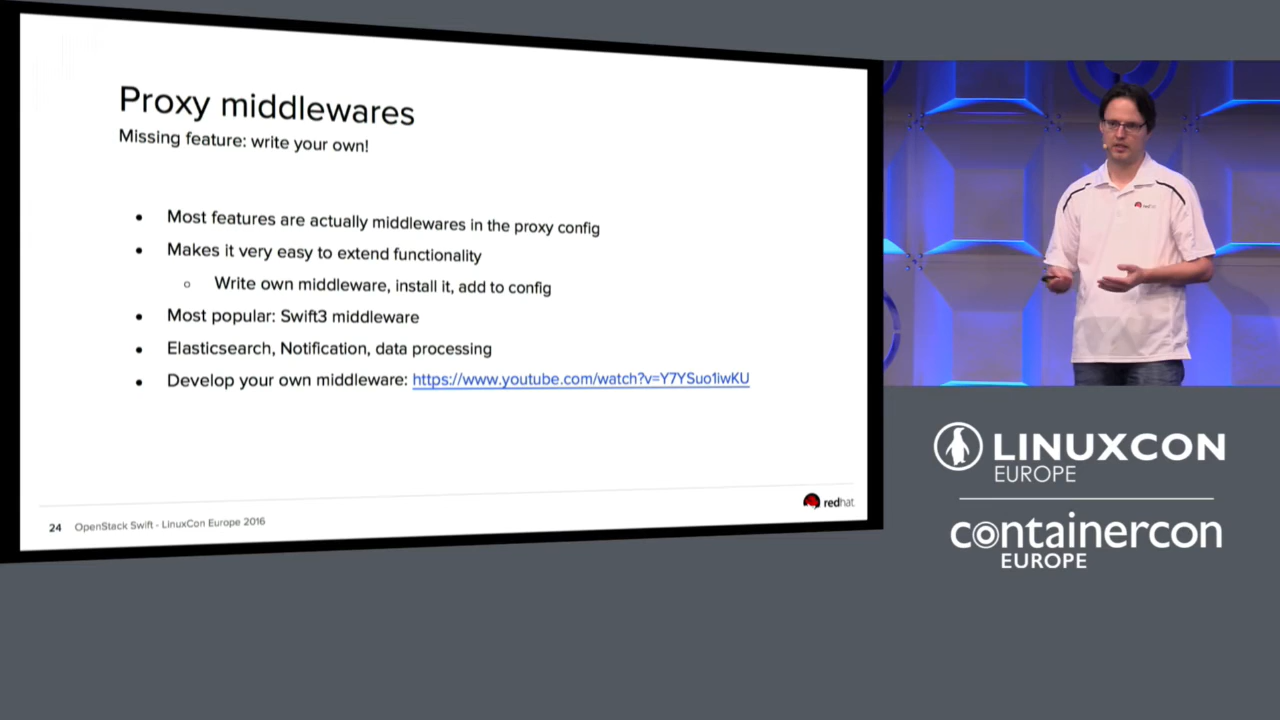 Proxy middlewares
Missing feature: write your own!
• Most features are actually middlewares in the proxy config
• Makes it very easy to extend functionality
○ Write own middleware, install it, add to config
• Most popular: Swift3 middleware
• Elasticsearch, Notification, data processing
• Develop your own middleware: https://www.youtube.com/watch?v=Y7YSuo1iwKU
redhat
24 OpenStack Swift - LinuxCon Europe 2016
redhat
LINUXCON
EUROPE
containercon
EUROPE